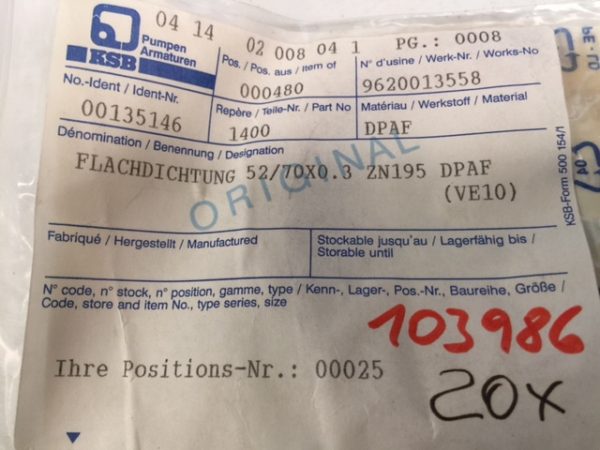 04 14 02 008 04 1 PG.: 0008
KSB Pumpen Armaturen
Pos./Pos. aus/Item of
000480
N° d'usine / Werk-Nr. / Works-No
9620013558
No.-Ident / Ident-Nr.
00135146
Repère / Teile-Nr. / Part No
1400
Matériau / Werkstoff / Material
DPAF
Dénomination / Benennung / Designation
FLACHDICHTUNG 52/70X0.3 ZN195 DPAF
(VE10)
ORIGINAL
KSB-Form 500 154/1
Fabriqué / Hergestellt / Manufactured
Stockable jusqu'au / Lagerfähig bis /
Storable until
N° code, n° stock, n° position, gamme, type / Kenn-, Lager-, Pos.-Nr., Baureihe, Größe /
Code, store and item No., type series, size
103986
Ihre Positions-Nr.: 00025
20x